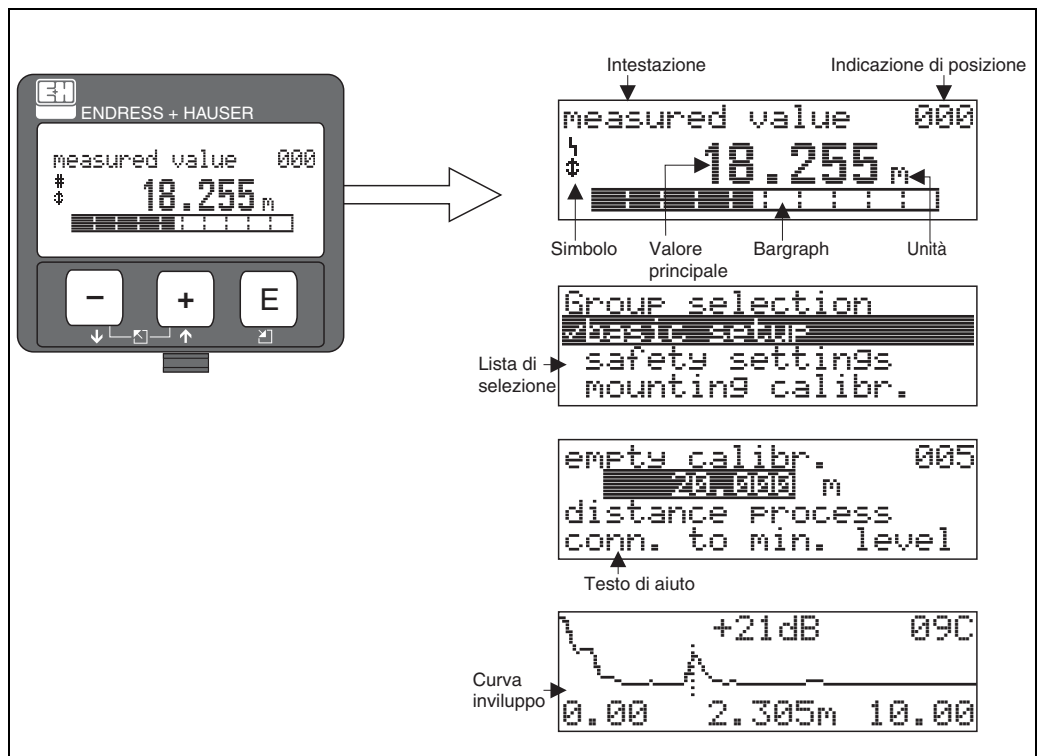 E+H
ENDRESS + HAUSER
measured value 000
#
18.255 m
−
+
E
Intestazione
Indicazione di posizione
measured value 000
18.255 m
Simbolo
Valore
principale
Bargraph
Unità
Group selection
✓basic setup
safety settings
mounting calibr.
Lista di
selezione
empty calibr. 005
20.000 m
distance process
conn. to min. level
Testo di aiuto
+21dB 09C
Curva
inviluppo
0.00 2.305m 10.00